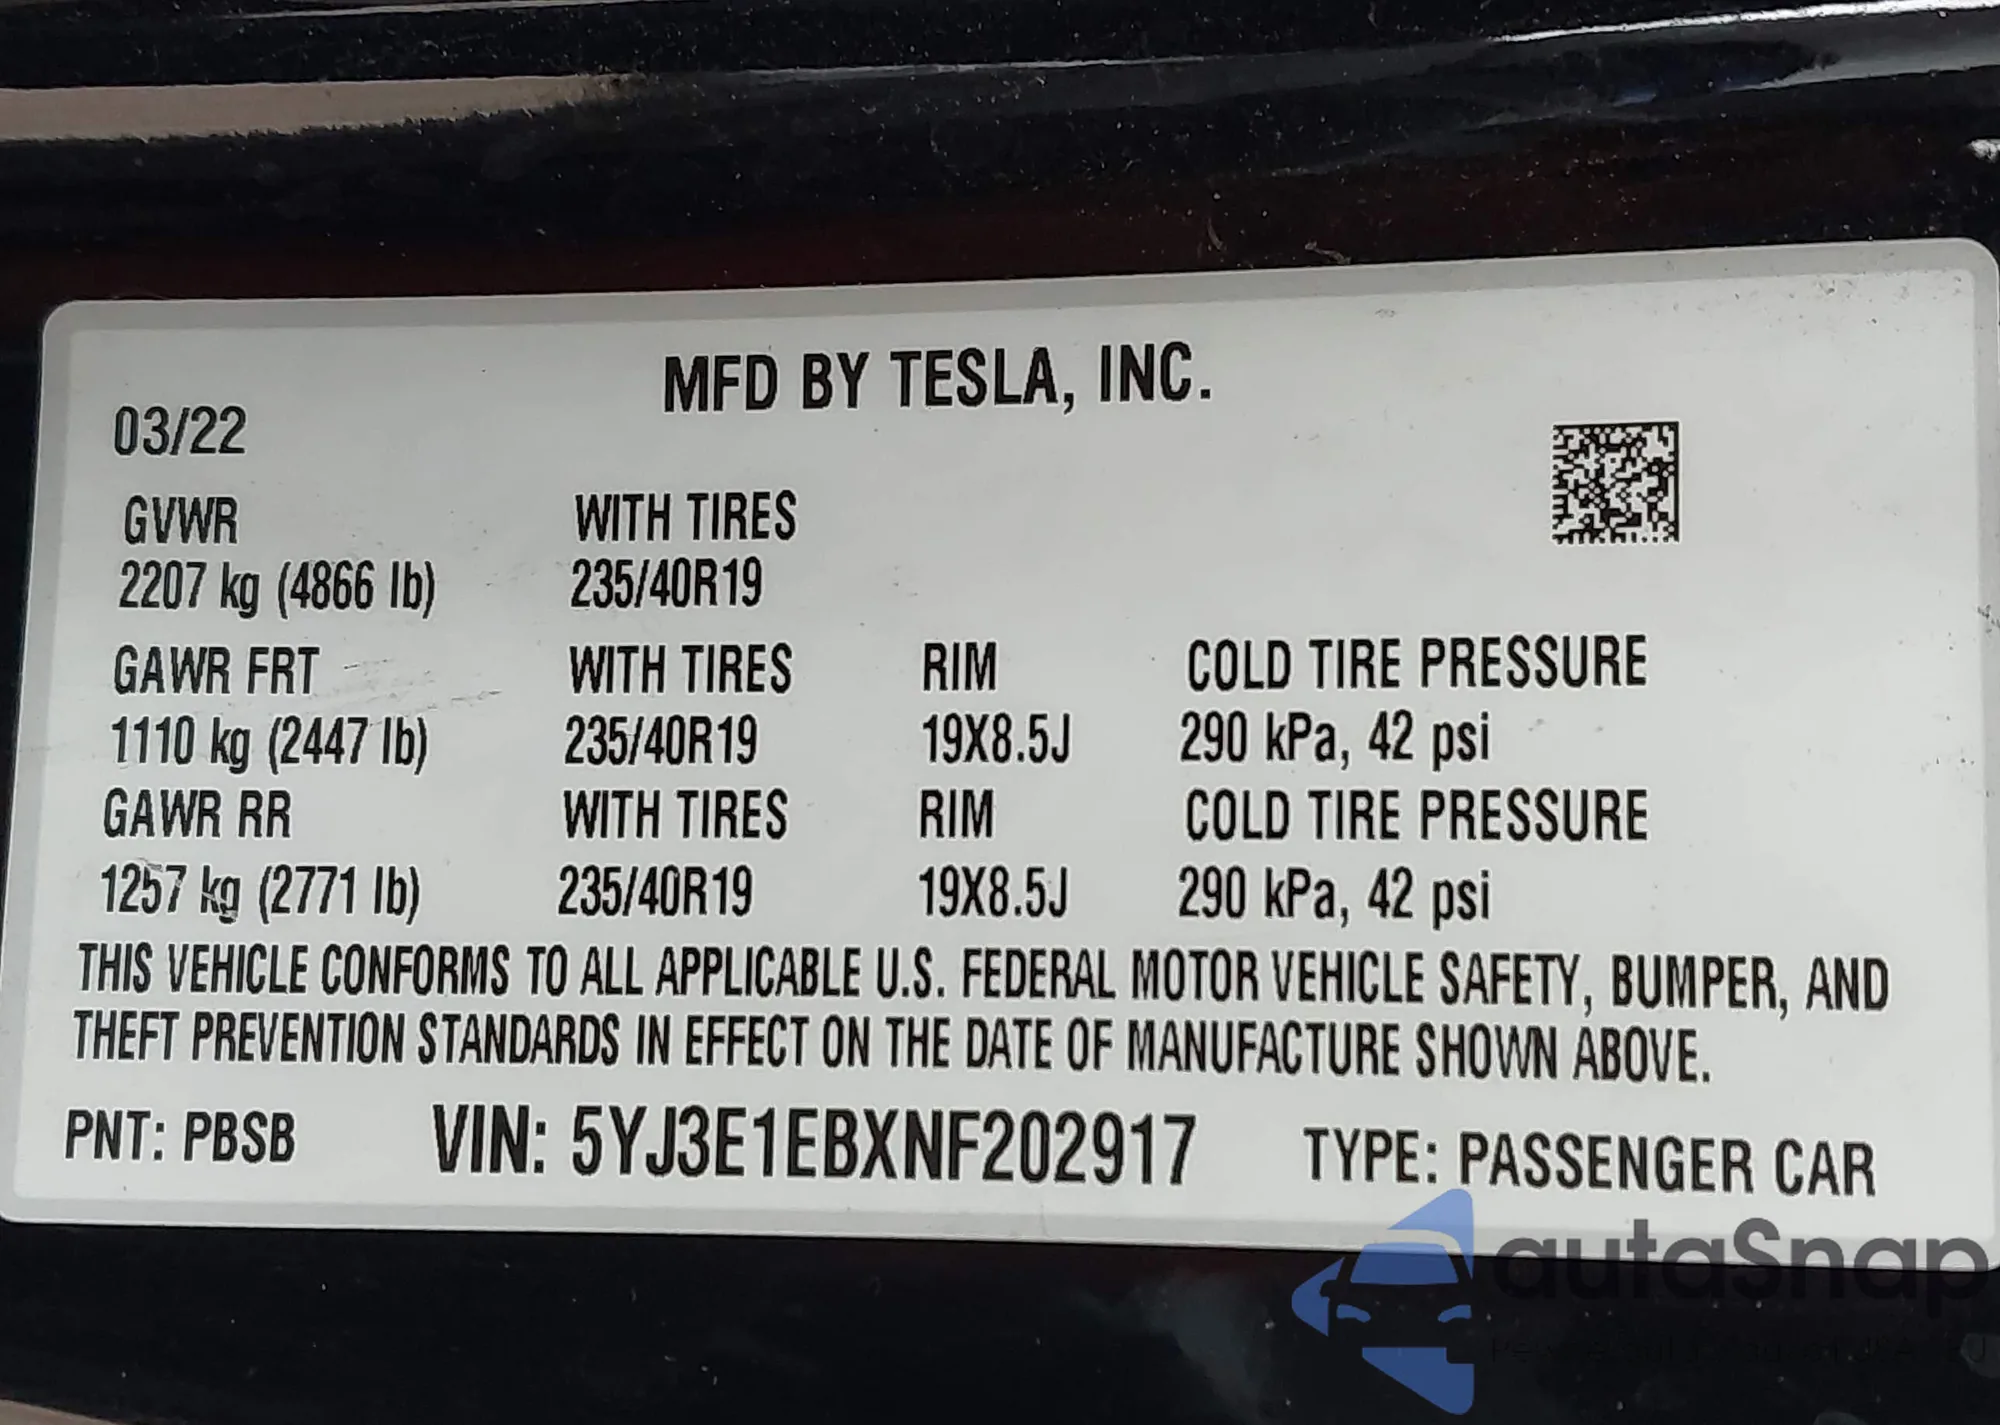 MFD BY TESLA, INC.
03/22
GVWR WITH TIRES
2207 kg (4866 lb) 235/40R19
GAWR FRT WITH TIRES RIM COLD TIRE PRESSURE
1110 kg (2447 lb) 235/40R19 19X8.5J 290 kPa, 42 psi
GAWR RR WITH TIRES RIM COLD TIRE PRESSURE
1257 kg (2771 lb) 235/40R19 19X8.5J 290 kPa, 42 psi
THIS VEHICLE CONFORMS TO ALL APPLICABLE U.S. FEDERAL MOTOR VEHICLE SAFETY, BUMPER, AND
THEFT PREVENTION STANDARDS IN EFFECT ON THE DATE OF MANUFACTURE SHOWN ABOVE.
PNT: PBSB VIN: 5YJ3E1EBXNF202917 TYPE: PASSENGER CAR
autaSnap